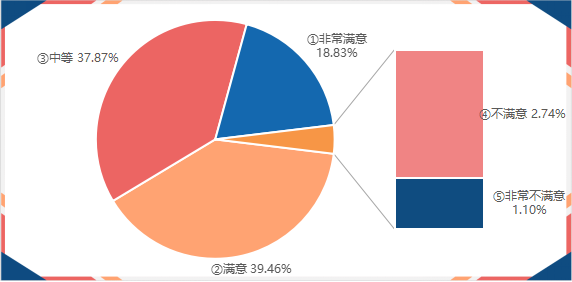 ①非常满意
18.83%
③中等 37.87%
④不满意 2.74%
⑤非常不满意
1.10%
②满意 39.46%